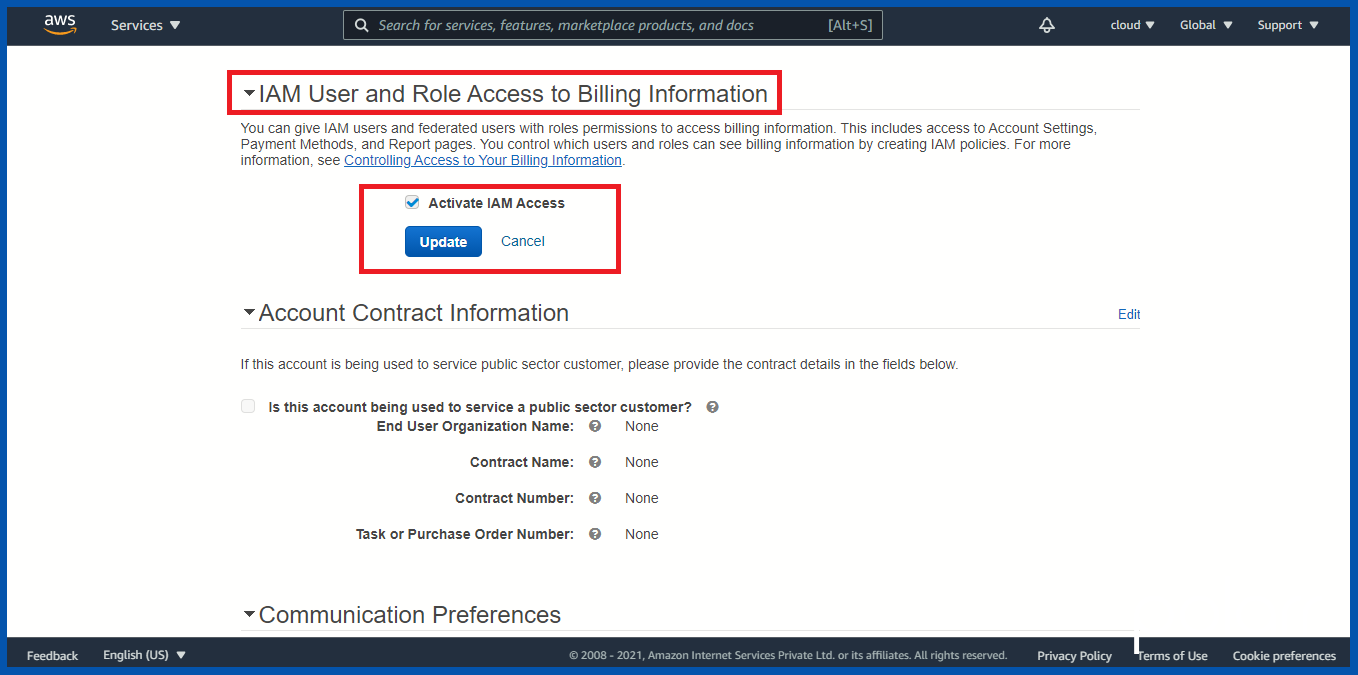 aws Services Search for services, features, marketplace products, and docs [Alt+S] cloud Global Support
IAM User and Role Access to Billing Information
You can give IAM users and federated users with roles permissions to access billing information. This includes access to Account Settings,
Payment Methods, and Report pages. You control which users and roles can see billing information by creating IAM policies. For more
information, see Controlling Access to Your Billing Information.
Activate IAM Access
Update Cancel
Account Contract Information Edit
If this account is being used to service public sector customer, please provide the contract details in the fields below.
Is this account being used to service a public sector customer? ?
End User Organization Name: ? None
Contract Name: ? None
Contract Number: ? None
Task or Purchase Order Number: ? None
Communication Preferences
Feedback English (US) © 2008 - 2021, Amazon Internet Services Private Ltd. or its affiliates. All rights reserved. Privacy Policy Terms of Use Cookie preferences